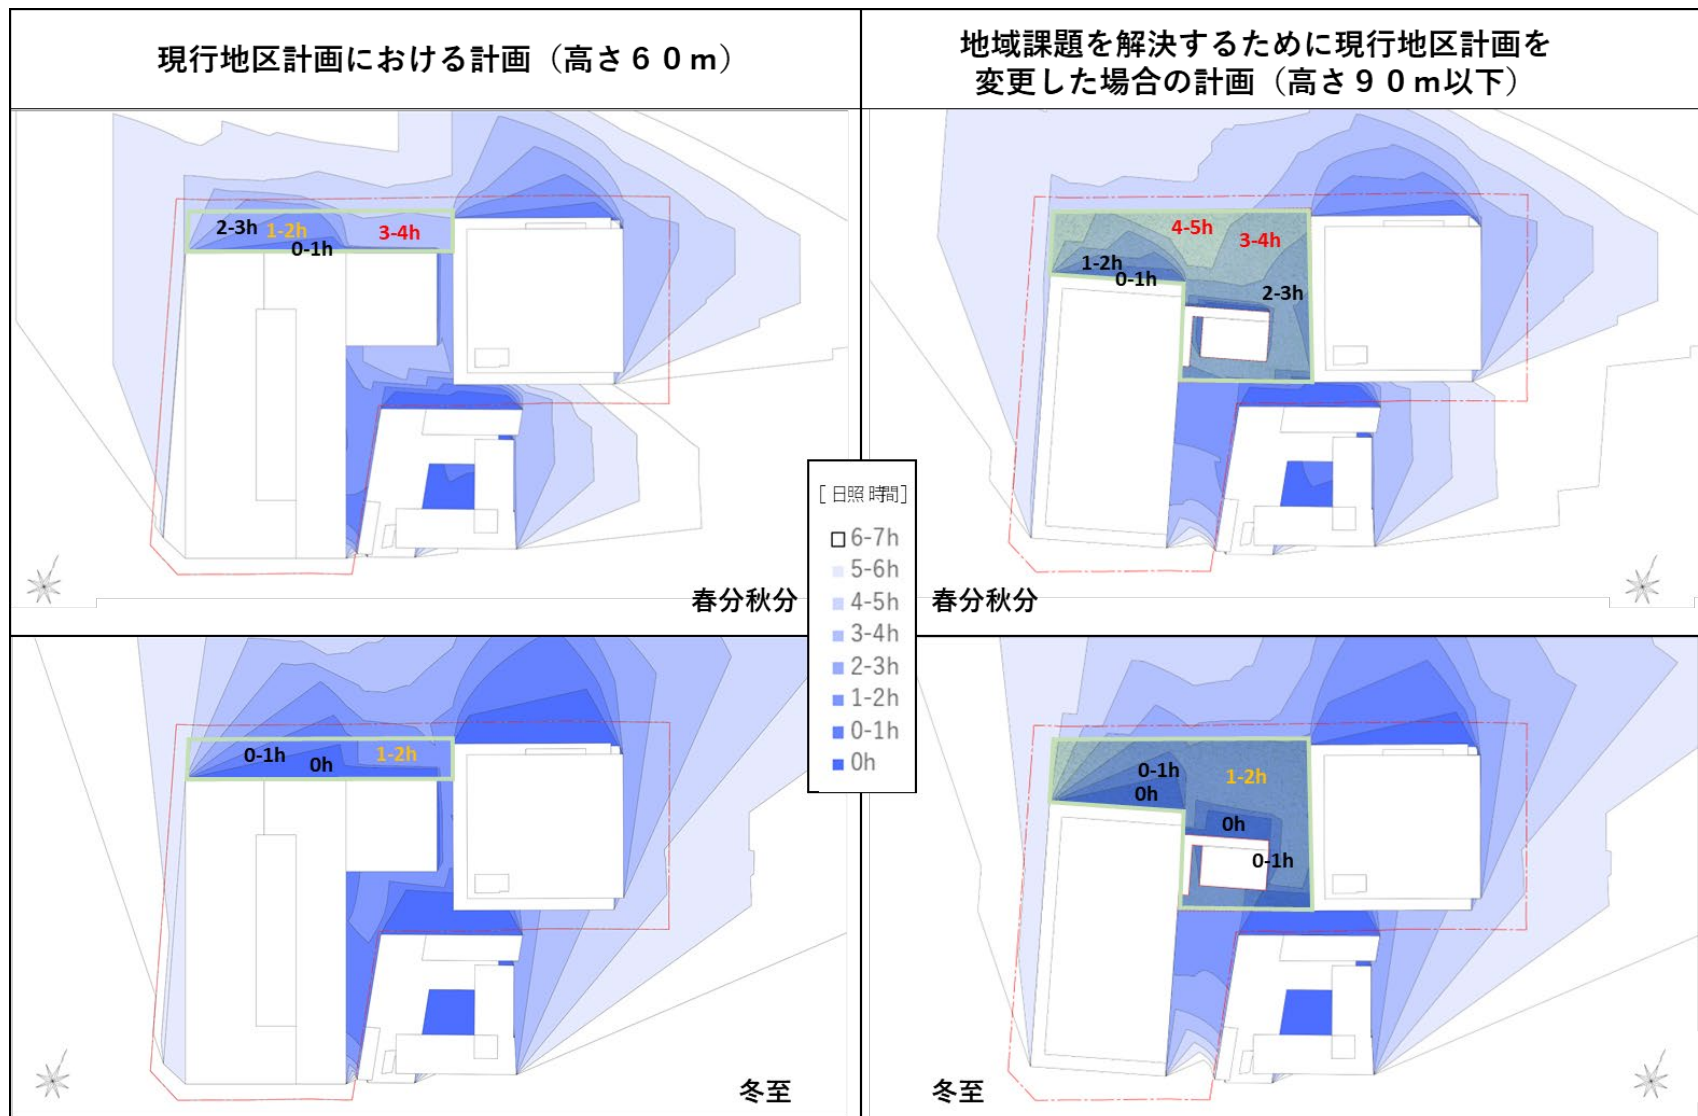 現行地区計画における計画（高さ６０ｍ）
地域課題を解決するために現行地区計画を
変更した場合の計画（高さ９０ｍ以下）
2-3h
1-2h
3-4h
0-1h
春分秋分
4-5h
3-4h
1-2h
0-1h
2-3h
春分秋分
[日照時間]
6-7h
5-6h
4-5h
3-4h
2-3h
1-2h
0-1h
0h
0-1h
1-2h
0h
冬至
0-1h
1-2h
0h
0h
0-1h
冬至